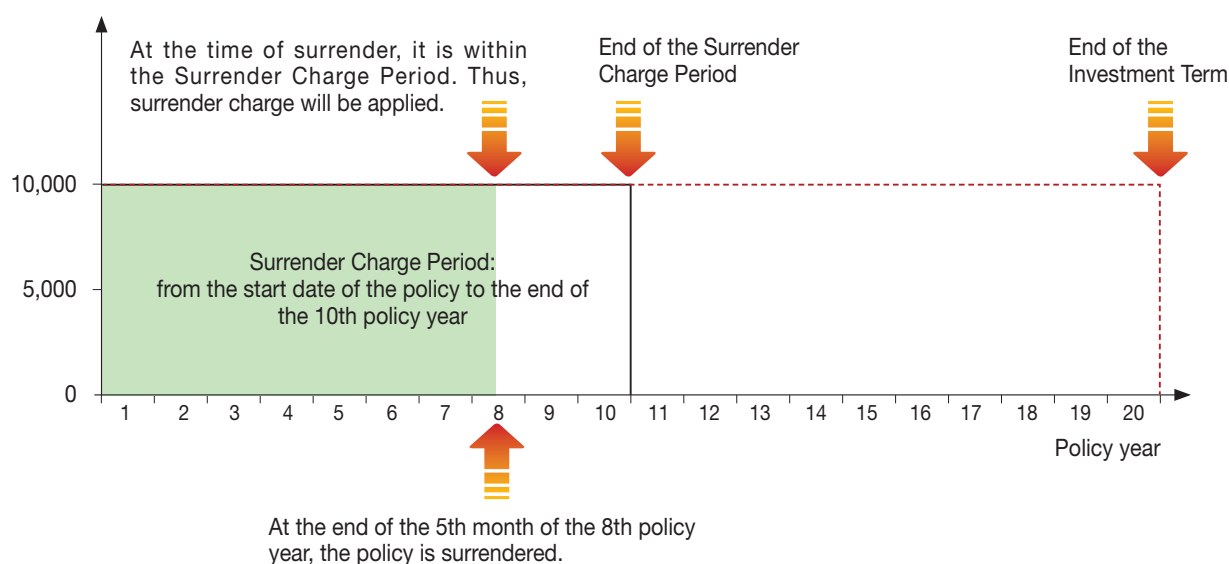 At the time of surrender, it is within
the Surrender Charge Period. Thus,
surrender charge will be applied.
End of the Surrender
Charge Period
End of the
Investment Term
10,000
5,000
0
Surrender Charge Period:
from the start date of the policy to the end of
the 10th policy year
1 2 3 4 5 6 7 8 9 10 11 12 13 14 15 16 17 18 19 20
Policy year
At the end of the 5th month of the 8th policy
year, the policy is surrendered.